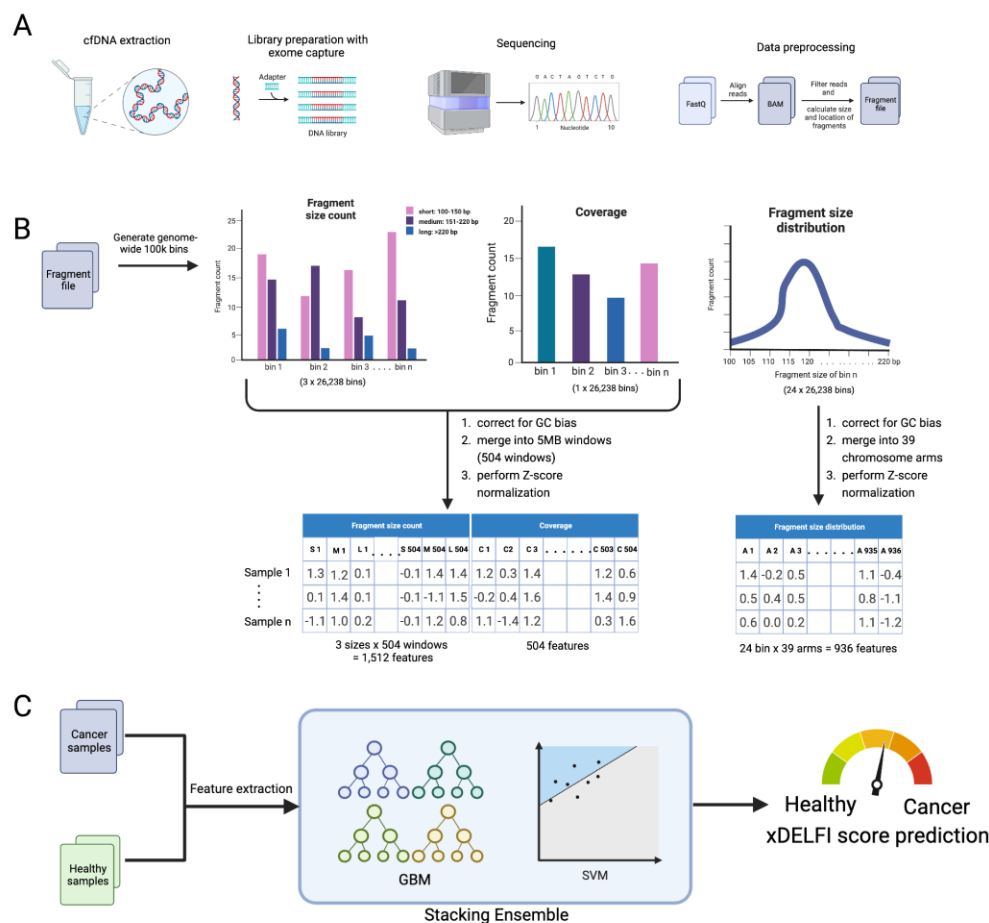 A
cfDNA extraction
Library preparation with
exome capture
Adapter
DNA library
Sequencing
G A C T A G T C T G
1 Nucleotide 10
Data preprocessing
FastQ
Align
reads
BAM
Filter reads
and
calculate size
and location of
fragments
Fragment
file
B
Fragment
file
Generate genome-
wide 100k bins
Fragment
size count
short: 100-150 bp
medium: 151-220 bp
long: >220 bp
Fragment count
25
20
15
10
5
0
bin 1 bin 2 bin 3 . . . . bin n
(3 x 26,238 bins)
Coverage
Fragment count
20
15
10
5
0
bin 1 bin 2 bin 3 . . . bin n
(1 x 26,238 bins)
Fragment size
distribution
Fragment count
100 105 110 115 120 . . . . . . . . . . . . . 220 bp
Fragment size of bin n
(24 x 26,238 bins)
1. correct for GC bias
2. merge into 5MB windows
(504 windows)
3. perform Z-score
normalization
1. correct for GC bias
2. merge into 39
chromosome arms
3. perform Z-score
normalization
Fragment size count Coverage
S 1 M 1 L 1 . . . . S 504 M 504 L 504 C 1 C2 C 3 . . . . . . C 503 C 504
Sample 1 1.3 1.2 0.1 -0.1 1.4 1.4 1.2 0.3 1.4 1.2 0.6
0.1 1.4 0.1 -0.1 -1.1 1.5 -0.2 0.4 1.6 1.4 0.9
Sample n -1.1 1.0 0.2 -0.1 1.2 0.8 1.1 -1.4 1.2 0.3 1.6
3 sizes x 504 windows
= 1,512 features
504 features
Fragment size distribution
A 1 A 2 A 3 . . . . . . A 935 A 936
1.4 -0.2 0.5 1.1 -0.4
0.5 0.4 0.5 0.8 -1.1
0.6 0.0 0.2 1.1 -1.2
24 bin x 39 arms = 936 features
C
Cancer
samples
Healthy
samples
Feature extraction
GBM
SVM
Stacking Ensemble
Healthy Cancer
xDELFI score prediction